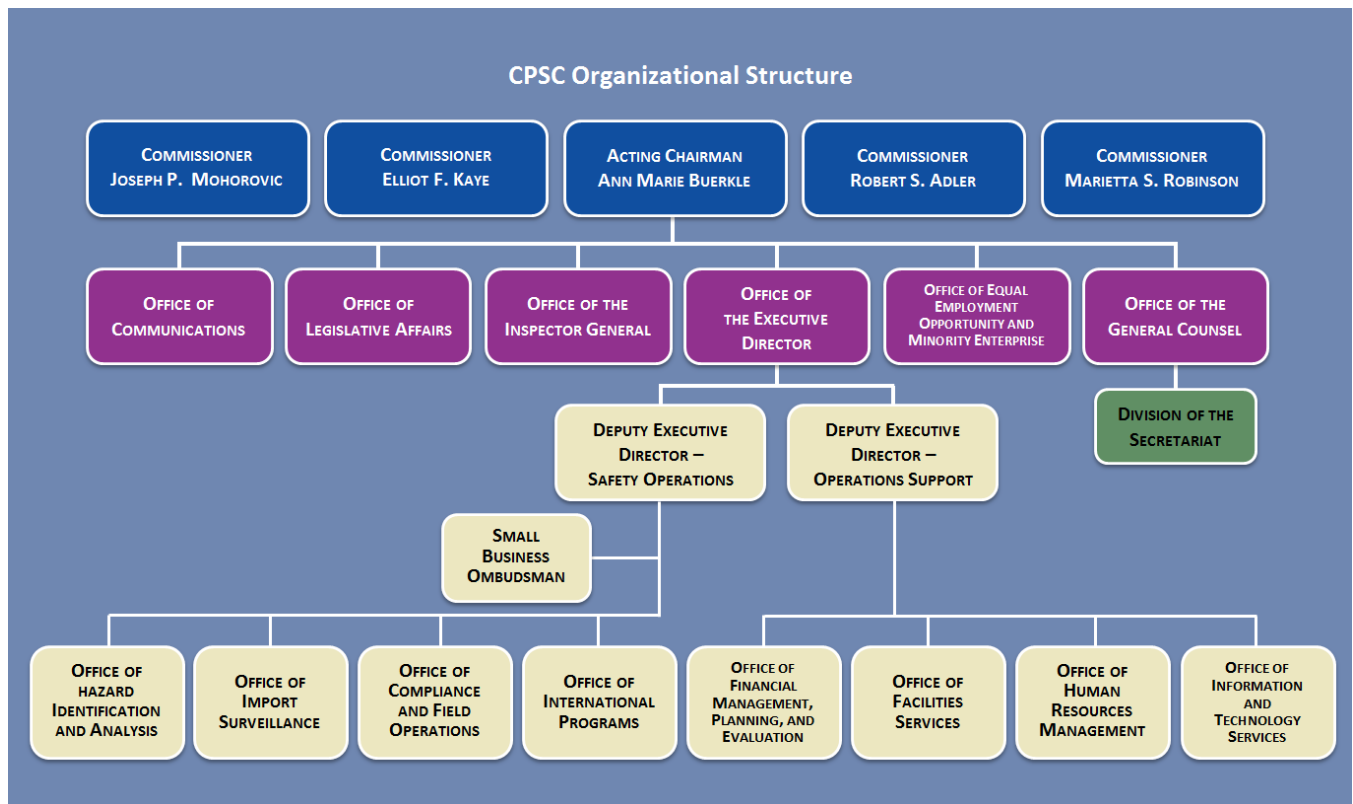 CPSC Organizational Structure
Commissioner
Joseph P. Mohorovic
Commissioner
Elliot F. Kaye
Acting Chairman
Ann Marie Buerkle
Commissioner
Robert S. Adler
Commissioner
Marietta S. Robinson
Office of
Communications
Office of
Legislative Affairs
Office of the
Inspector General
Office of
the Executive
Director
Office of Equal
Employment
Opportunity and
Minority Enterprise
Office of the
General Counsel
Deputy Executive
Director –
Safety Operations
Deputy Executive
Director –
Operations Support
Division of the
Secretariat
Small
Business
Ombudsman
Office of
hazard
Identification
and Analysis
Office of
Import
Surveillance
Office of
Compliance
and Field
Operations
Office of
International
Programs
Office of
Financial
Management,
Planning, and
Evaluation
Office of
Facilities
Services
Office of
Human
Resources
Management
Office of
Information
and
Technology
Services